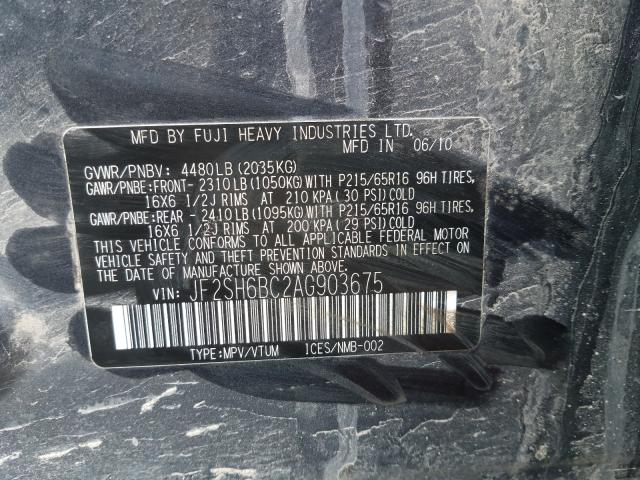 MFD BY FUJI HEAVY INDUSTRIES LTD.
MFD IN 06/10
GVWR/PNBV: 4480LB (2035KG)
GAWR/PNBE:FRONT- 2310LB (1050KG) WITH P215/65R16 96H TIRES,
16X6 1/2J RIMS AT 210 KPA (30 PSI) COLD
GAWR/PNBE:REAR - 2410LB (1095KG) WITH P215/65R16 96H TIRES,
16X6 1/2J RIMS AT 200 KPA (29 PSI) COLD
THIS VEHICLE CONFORMS TO ALL APPLICABLE FEDERAL MOTOR
VEHICLE SAFETY AND THEFT PREVENTION STANDARDS IN EFFECT ON
THE DATE OF MANUFACTURE SHOWN ABOVE.
VIN: JF2SH6BC2AG903675
TYPE:MPV/VTUM ICES/NMB-002